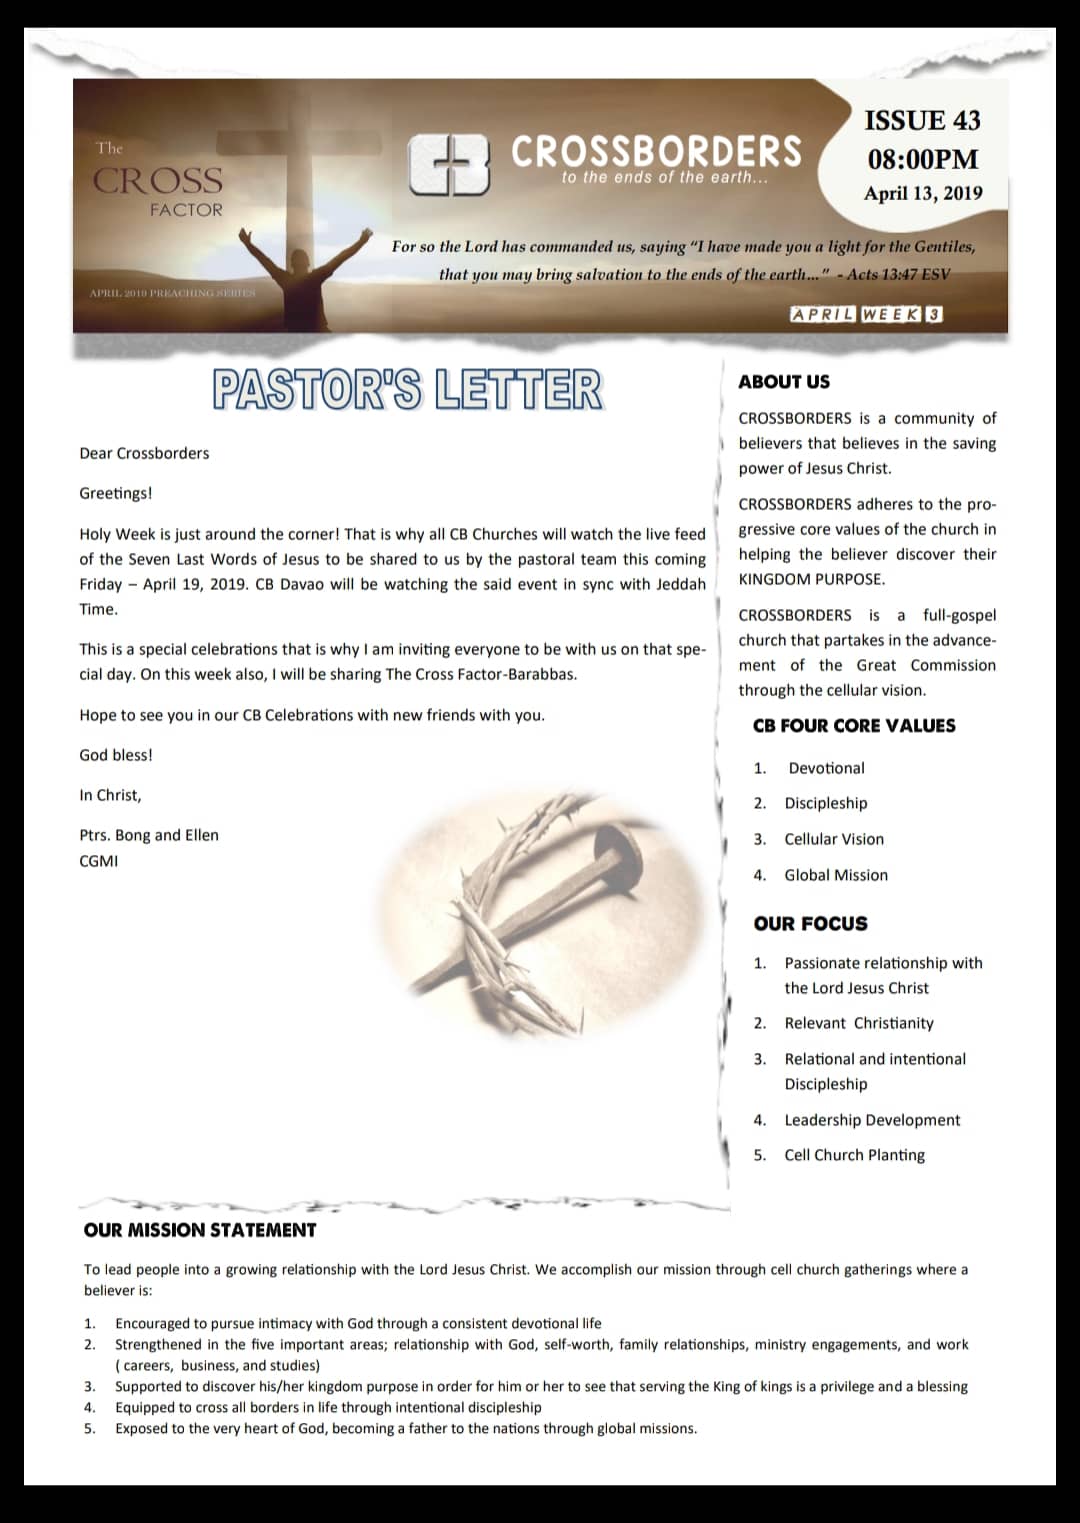 The
CROSS
FACTOR
APRIL 2019 PREACHING SERIES
CB
CROSSBORDERS
to the ends of the earth...
ISSUE 43
08:00PM
April 13, 2019
For so the Lord has commanded us, saying “I have made you a light for the Gentiles,
that you may bring salvation to the ends of the earth...” - Acts 13:47 ESV
APRIL WEEK 3
PASTOR'S LETTER
Dear Crossborders
Greetings!
Holy Week is just around the corner! That is why all CB Churches will watch the live feed
of the Seven Last Words of Jesus to be shared to us by the pastoral team this coming
Friday – April 19, 2019. CB Davao will be watching the said event in sync with Jeddah
Time.
This is a special celebrations that is why I am inviting everyone to be with us on that spe-
cial day. On this week also, I will be sharing The Cross Factor-Barabbas.
Hope to see you in our CB Celebrations with new friends with you.
God bless!
In Christ,
Ptrs. Bong and Ellen
CGMI
ABOUT US
CROSSBORDERS is a community of
believers that believes in the saving
power of Jesus Christ.
CROSSBORDERS adheres to the pro-
gressive core values of the church in
helping the believer discover their
KINGDOM PURPOSE.
CROSSBORDERS is a full-gospel
church that partakes in the advance-
ment of the Great Commission
through the cellular vision.
CB FOUR CORE VALUES
1. Devotional
2. Discipleship
3. Cellular Vision
4. Global Mission
OUR FOCUS
1. Passionate relationship with
the Lord Jesus Christ
2. Relevant Christianity
3. Relational and intentional
Discipleship
4. Leadership Development
5. Cell Church Planting
OUR MISSION STATEMENT
To lead people into a growing relationship with the Lord Jesus Christ. We accomplish our mission through cell church gatherings where a
believer is:
1. Encouraged to pursue intimacy with God through a consistent devotional life
2. Strengthened in the five important areas; relationship with God, self-worth, family relationships, ministry engagements, and work
( careers, business, and studies)
3. Supported to discover his/her kingdom purpose in order for him or her to see that serving the King of kings is a privilege and a blessing
4. Equipped to cross all borders in life through intentional discipleship
5. Exposed to the very heart of God, becoming a father to the nations through global missions.